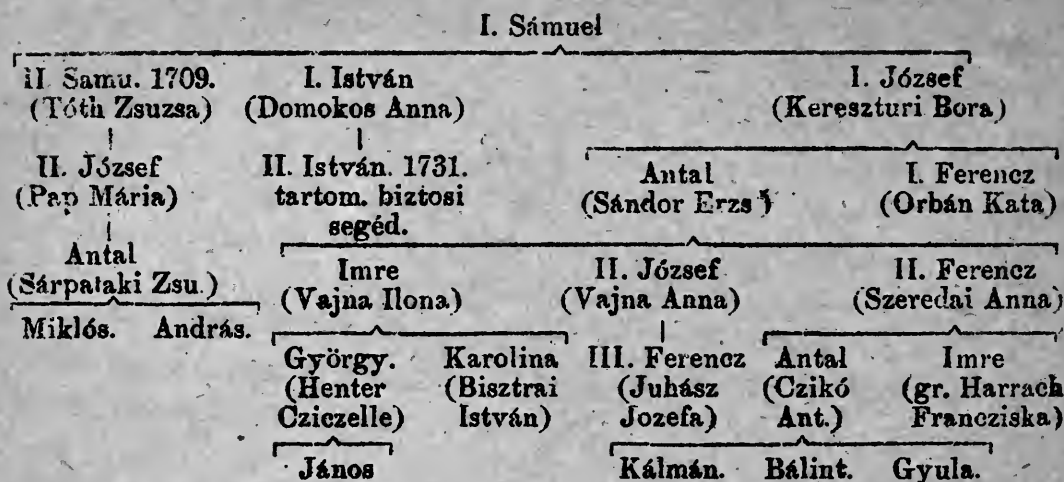 I. Sámuel
II. Samu. 1709. I. István I. József
(Tóth Zsuzsa) (Domokos Anna) (Kereszturi Bora)
II. József II. István. 1731. Antal I. Ferencz
(Pap Mária) tartom. biztosi (Sándor Erzs.) (Orbán Kata)
segéd.
Antal Imre II. József II. Ferencz
(Sárpataki Zsu.) (Vajna Ilona) (Vajna Anna) (Szeredai Anna)
Miklós. András.
György. Karolina III. Ferencz Antal Imre
(Henter (Bisztrai (Juhász (Czikó (gr. Harrach
Cziczelle) István) Jozefa) Ant.) Francziska)
János Kálmán. Bálint. Gyula.